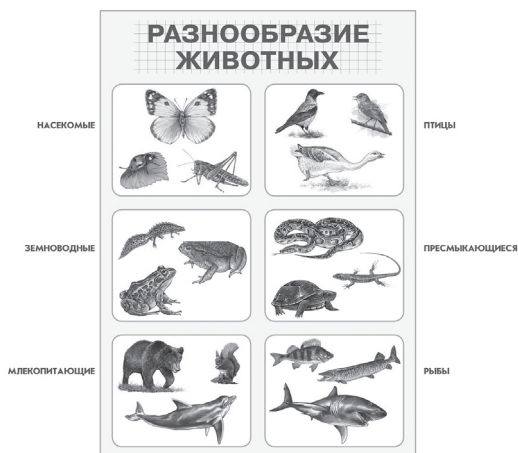 РАЗНООБРАЗИЕ
ЖИВОТНЫХ
НАСЕКОМЫЕ
ПТИЦЫ
ЗЕМНОВОДНЫЕ
ПРЕСМЫКАЮЩИЕСЯ
МЛЕКОПИТАЮЩИЕ
РЫБЫ